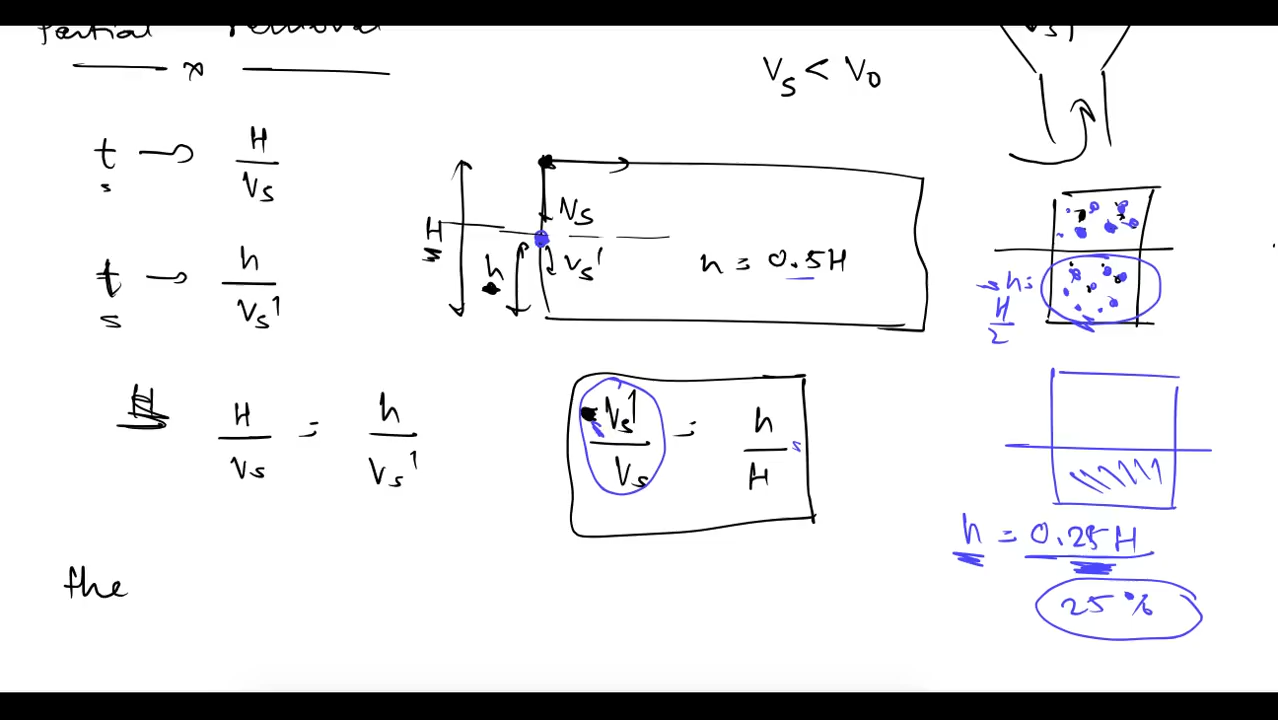 Partial removal
Vs < Vo
t s → H / Vs
H
Vs
h
Vs'
h = 0.5H
h = H / 2
t s → h / Vs'
H / Vs = h / Vs'
Vs' / Vs = h / H
h = 0.25H
25%
the